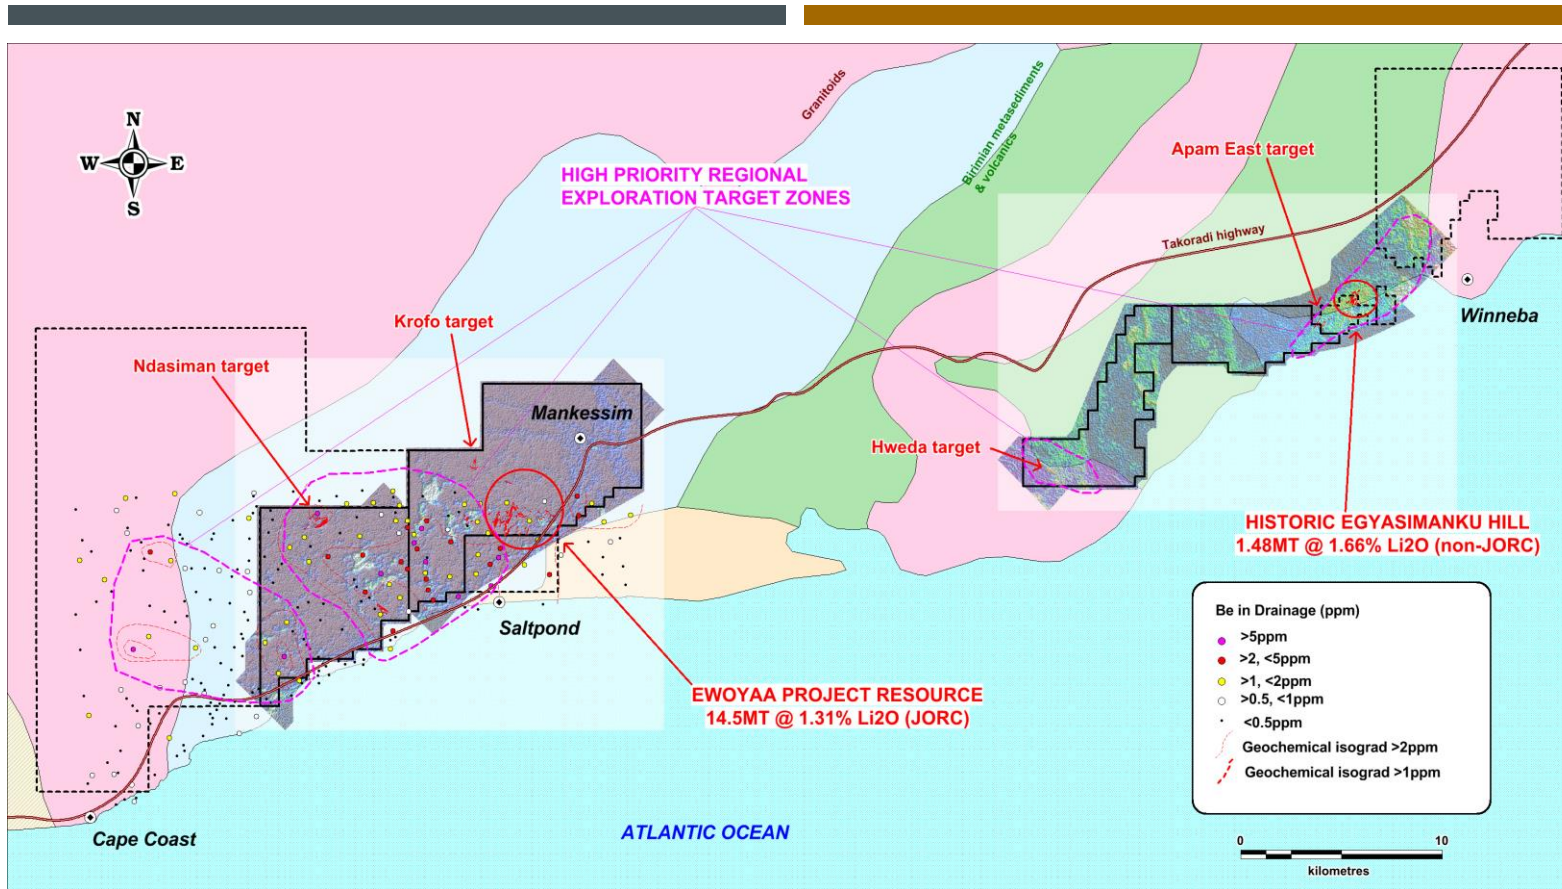 N
W
E
S
Granitoids
Birimian metasediments
& volcanics
HIGH PRIORITY REGIONAL
EXPLORATION TARGET ZONES
Apam East target
Takoradi highway
Winneba
Krofo target
Ndasiman target
Mankessim
Hweda target
HISTORIC EGYASIMANKU HILL
1.48MT @ 1.66% Li2O (non-JORC)
Saltpond
EWOYAA PROJECT RESOURCE
14.5MT @ 1.31% Li2O (JORC)
Cape Coast
ATLANTIC OCEAN
Be in Drainage (ppm)
>5ppm
>2, <5ppm
>1, <2ppm
>0.5, <1ppm
<0.5ppm
Geochemical isograd >2ppm
Geochemical isograd >1ppm
0
10
kilometres